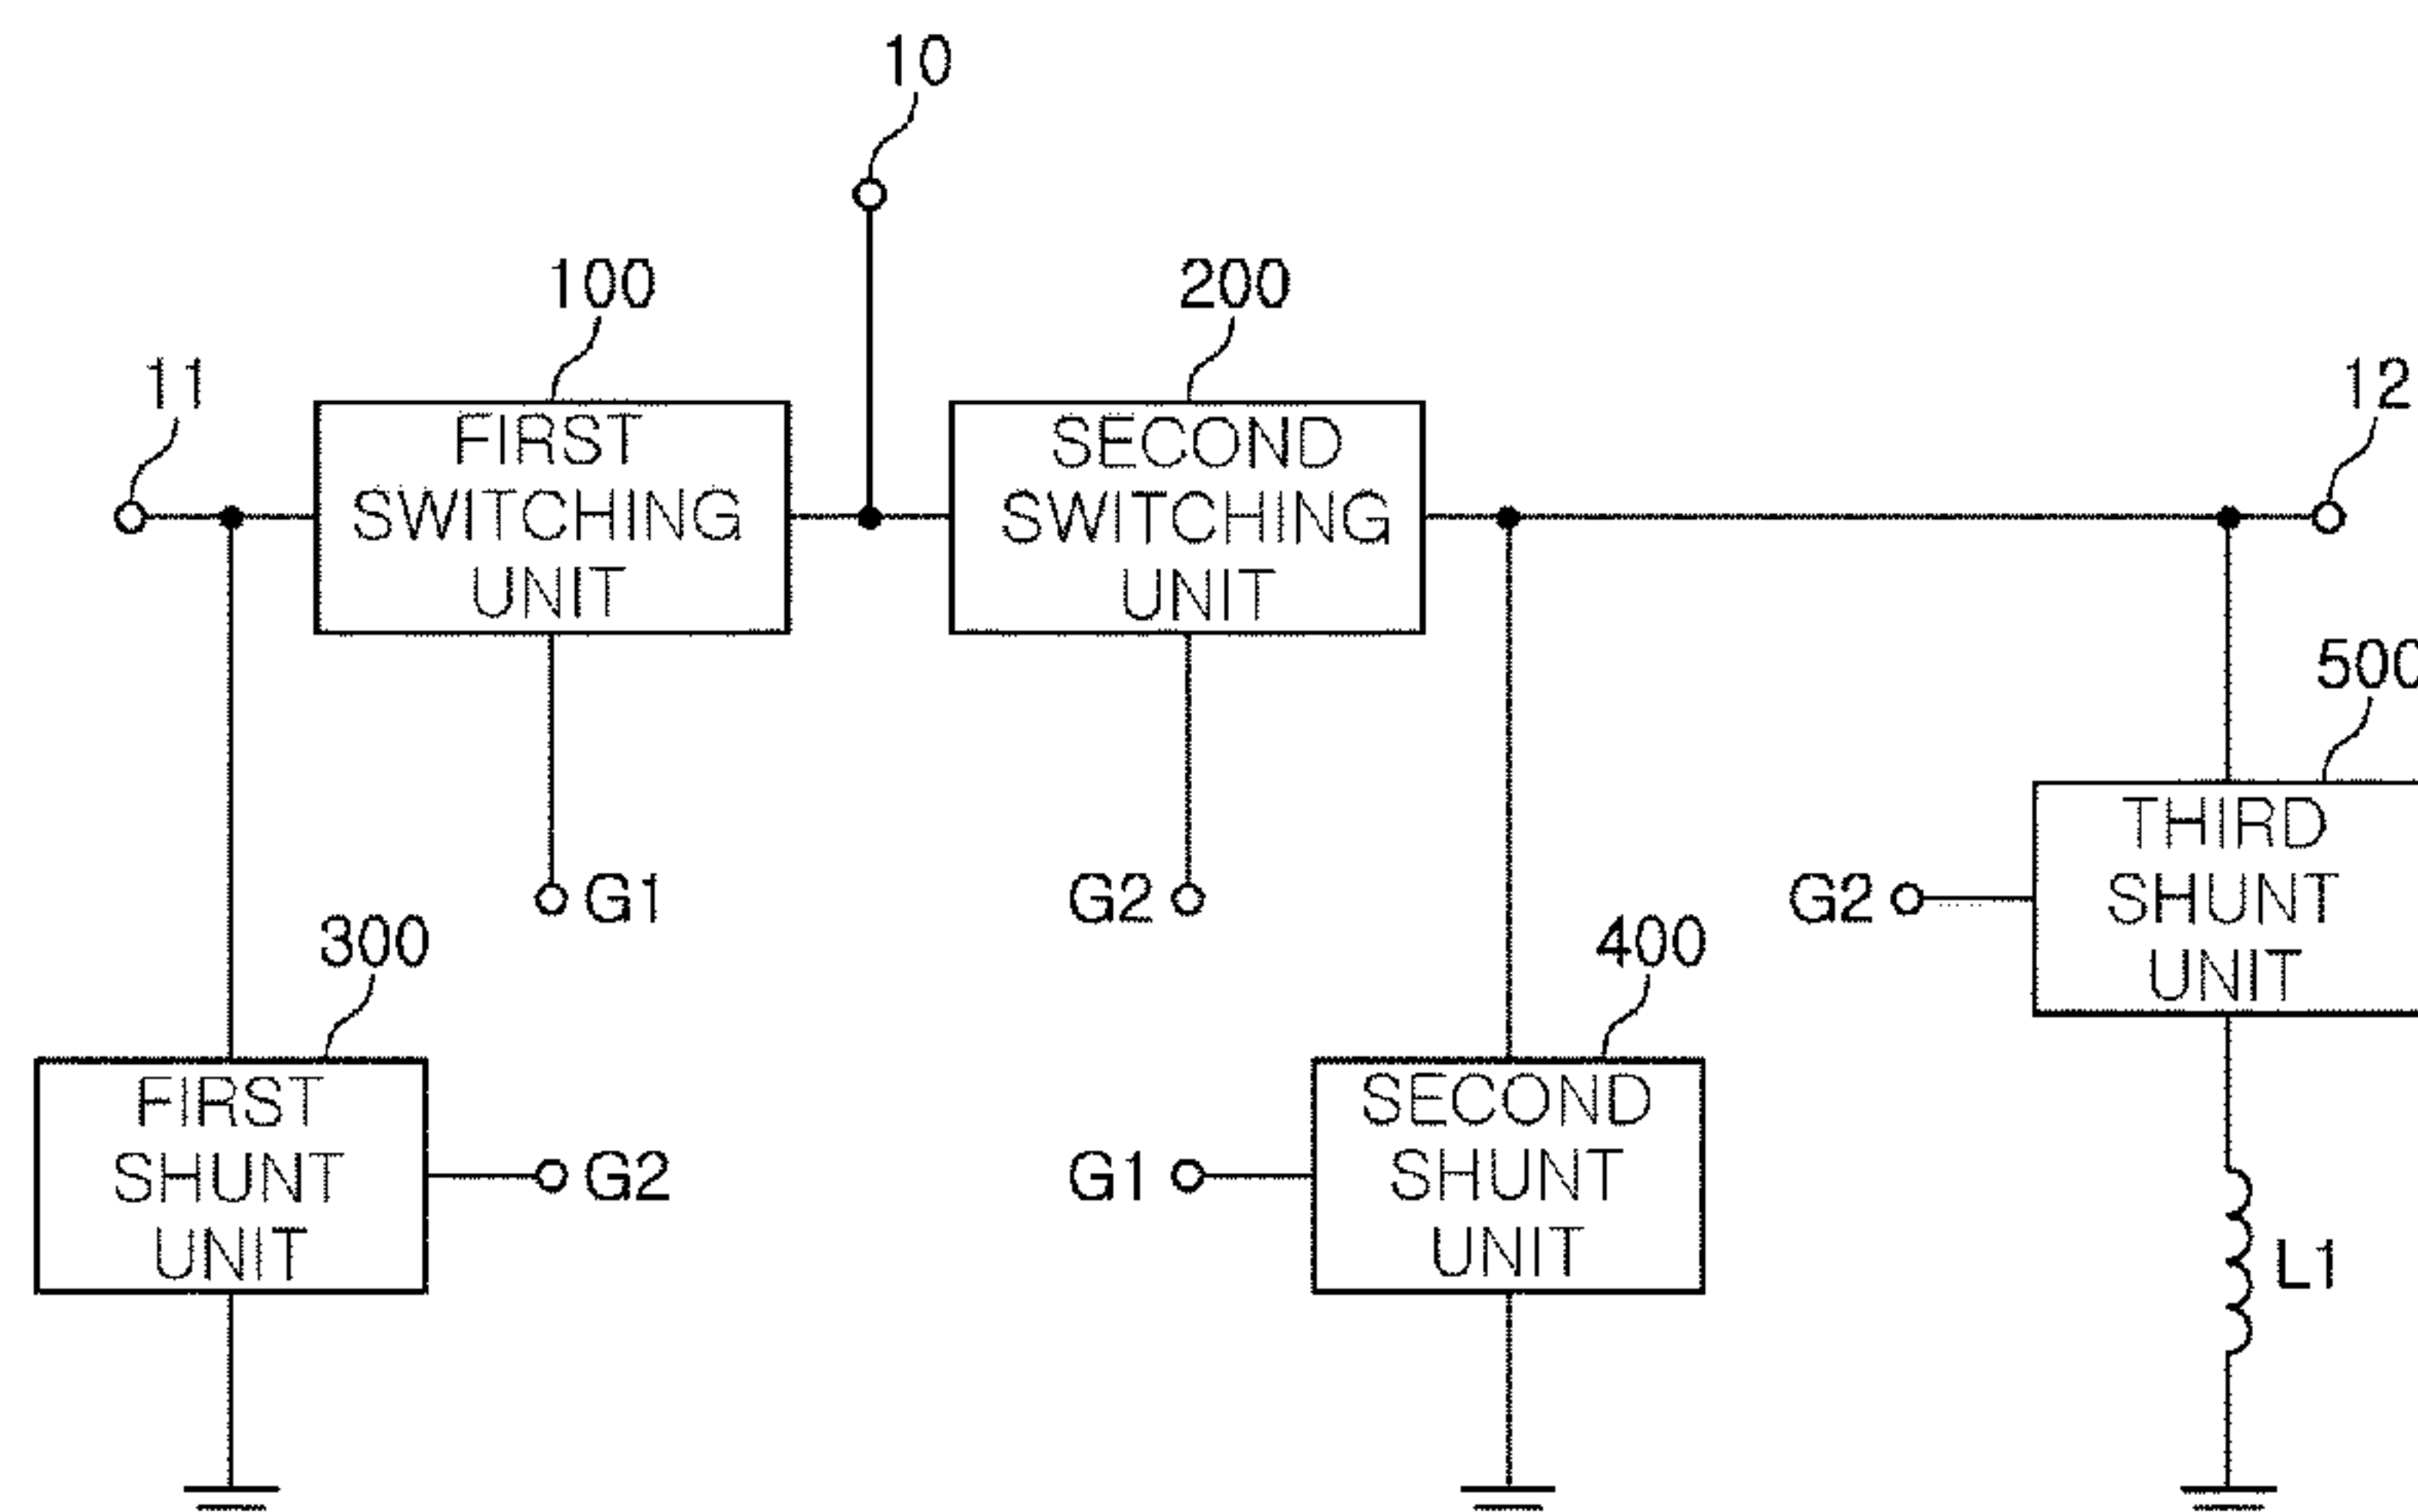 10
100
200
11
12
FIRST
SWITCHING
UNIT
SECOND
SWITCHING
UNIT
500
G1
G2
G2
THIRD
SHUNT
UNIT
300
400
FIRST
SHUNT
UNIT
G2
G1
SECOND
SHUNT
UNIT
L1